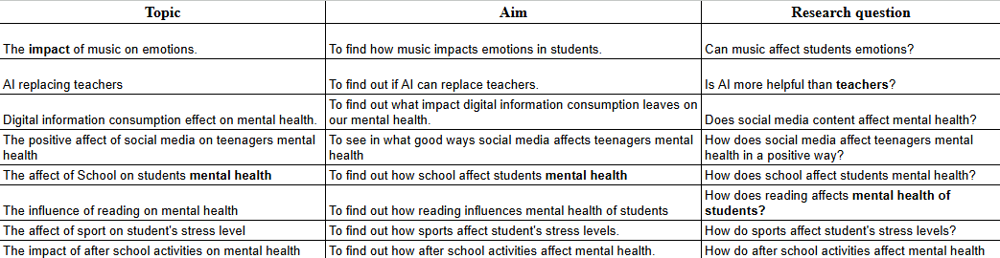 Topic Aim Research question
The impact of music on emotions. To find how music impacts emotions in students. Can music affect students emotions?
AI replacing teachers To find out if AI can replace teachers. Is AI more helpful than teachers?
Digital information consumption effect on mental health. To find out what impact digital information consumption leaves on
our mental health. Does social media content affect mental health?
The positive affect of social media on teenagers mental
health To see in what good ways social media affects teenagers mental
health How does social media affect teenagers mental
health in a positive way?
The affect of School on students mental health To find out how school affect students mental health How does school affect students mental health?
The influence of reading on mental health To find out how reading influences mental health of students How does reading affects mental health of
students?
The affect of sport on student's stress level To find out how sports affect student's stress levels. How do sports affect student's stress levels?
The impact of after school activities on mental health To find out how after school activities affect mental health. How do after school activities affect mental health